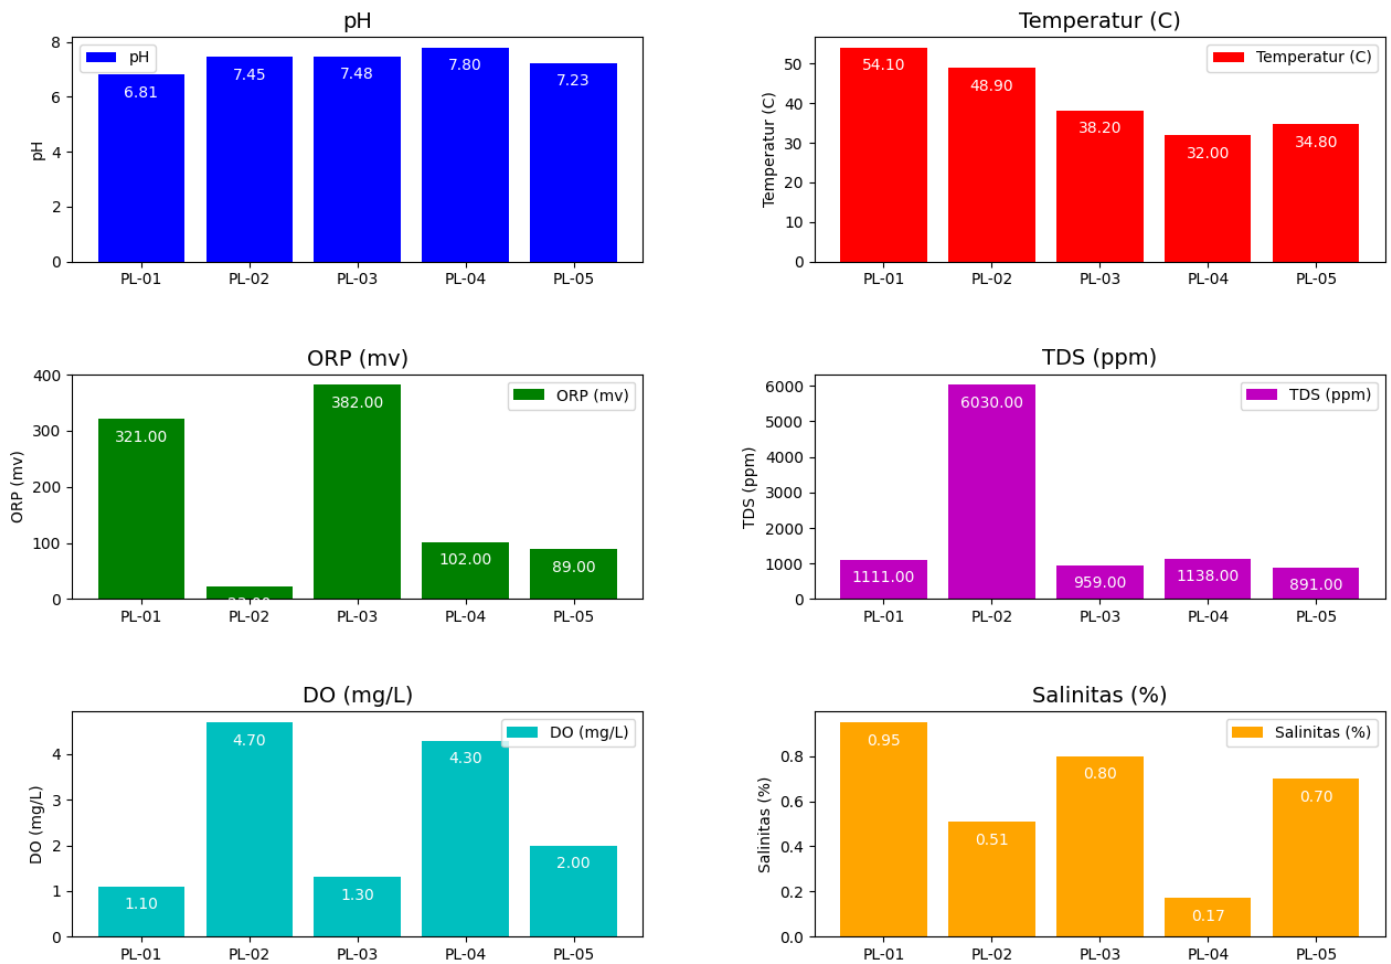 pH
pH
pH
8
6
4
2
0
6.81
7.45
7.48
7.80
7.23
PL-01 PL-02 PL-03 PL-04 PL-05
Temperatur (C)
Temperatur (C)
Temperatur (C)
50
40
30
20
10
0
54.10
48.90
38.20
32.00
34.80
PL-01 PL-02 PL-03 PL-04 PL-05
ORP (mv)
ORP (mv)
ORP (mv)
400
300
200
100
0
321.00
382.00
102.00
89.00
PL-01 PL-02 PL-03 PL-04 PL-05
TDS (ppm)
TDS (ppm)
TDS (ppm)
6000
5000
4000
3000
2000
1000
0
1111.00
6030.00
959.00
1138.00
891.00
PL-01 PL-02 PL-03 PL-04 PL-05
DO (mg/L)
DO (mg/L)
DO (mg/L)
4
3
2
1
0
1.10
4.70
1.30
4.30
2.00
PL-01 PL-02 PL-03 PL-04 PL-05
Salinitas (%)
Salinitas (%)
Salinitas (%)
0.8
0.6
0.4
0.2
0.0
0.95
0.51
0.80
0.17
0.70
PL-01 PL-02 PL-03 PL-04 PL-05